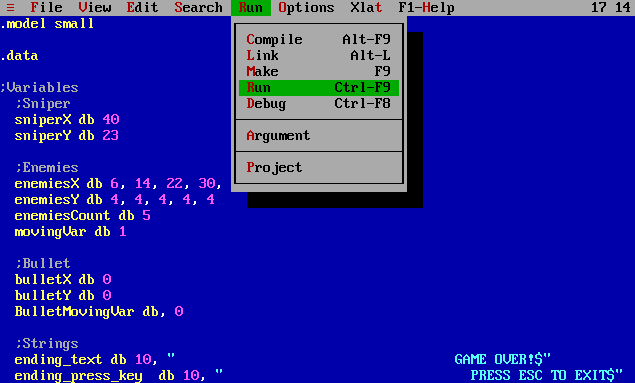 ≡ File View Edit Search Run Options Xlat F1-Help 17 14
.model small
Compile Alt-F9
Link Alt-L
Make F9
Run Ctrl-F9
Debug Ctrl-F8
Argument
Project
.data
;Variables
;Sniper
sniperX db 40
sniperY db 23
;Enemies
enemiesX db 6, 14, 22, 30,
enemiesY db 4, 4, 4, 4, 4
enemiesCount db 5
movingVar db 1
;Bullet
bulletX db 0
bulletY db 0
BulletMovingVar db, 0
;Strings
ending_text db 10, " GAME OVER!$"
ending_press_key db 10, " PRESS ESC TO EXIT$"